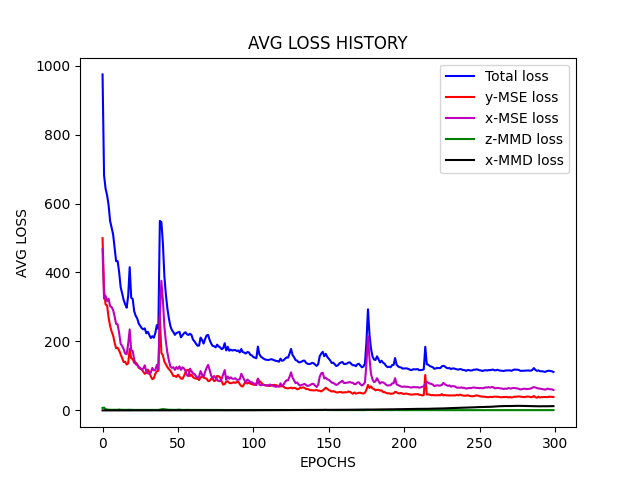 AVG LOSS HISTORY
1000
800
600
400
200
0
AVG LOSS
Total loss
y-MSE loss
x-MSE loss
z-MMD loss
x-MMD loss
0 50 100 150 200 250 300
EPOCHS